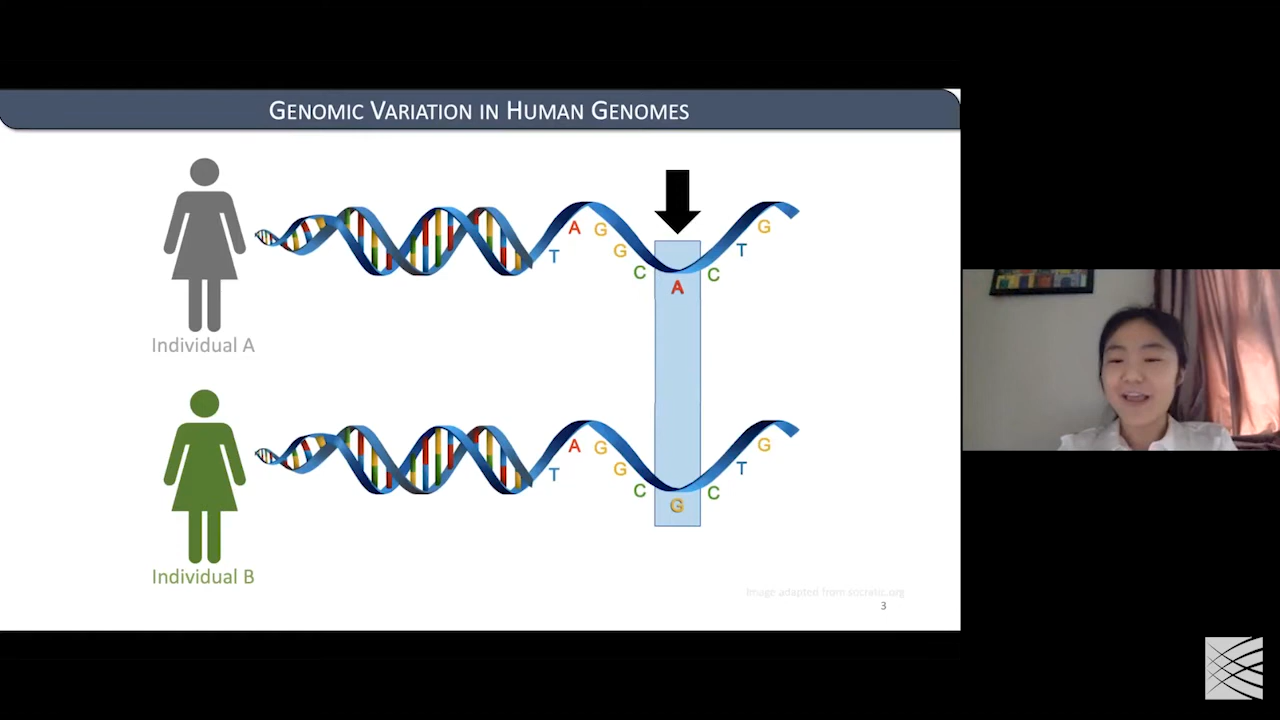 GENOMIC VARIATION IN HUMAN GENOMES
T A G G C A C T G
Individual A
T A G G C G C T G
Individual B
Image adapted from socratic.org
3